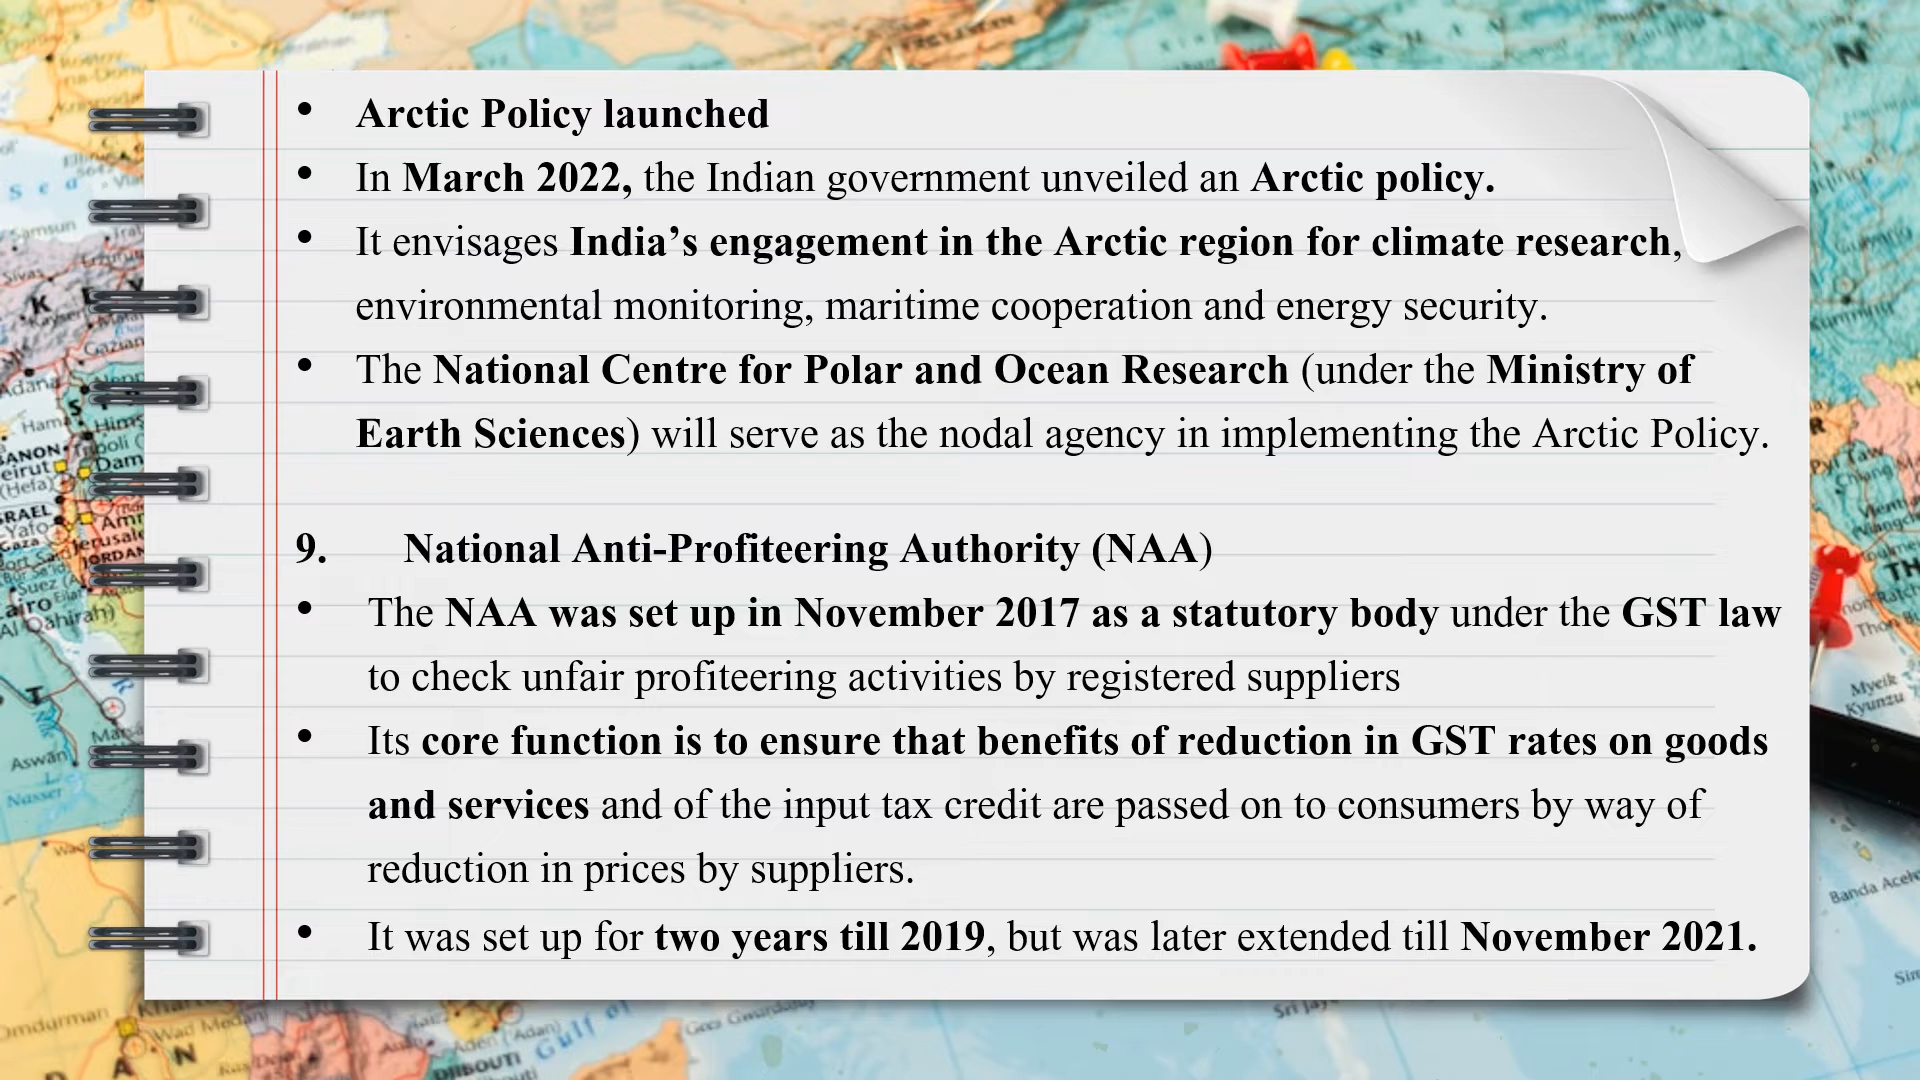 • Arctic Policy launched
• In March 2022, the Indian government unveiled an Arctic policy.
• It envisages India’s engagement in the Arctic region for climate research,
environmental monitoring, maritime cooperation and energy security.
• The National Centre for Polar and Ocean Research (under the Ministry of
Earth Sciences) will serve as the nodal agency in implementing the Arctic Policy.
9. National Anti-Profiteering Authority (NAA)
• The NAA was set up in November 2017 as a statutory body under the GST law
to check unfair profiteering activities by registered suppliers
• Its core function is to ensure that benefits of reduction in GST rates on goods
and services and of the input tax credit are passed on to consumers by way of
reduction in prices by suppliers.
• It was set up for two years till 2019, but was later extended till November 2021.